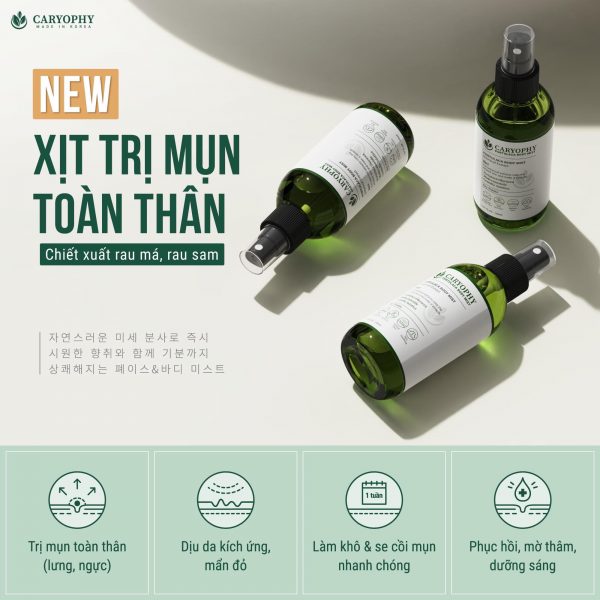 CARYOPHY
MADE IN KOREA
NEW
XỊT TRỊ MỤN
TOÀN THÂN
Chiết xuất rau má, rau sam
자연스러운 미세 분사로 즉시
시원한 향취와 함께 기분까지
상쾌해지는 페이스&바디 미스트
CARYOPHY
CARYOPHY
CARYOPHY
1 tuần
Trị mụn toàn thân
(lưng, ngực)
Dịu da kích ứng,
mẩn đỏ
Làm khô & se cồi mụn
nhanh chóng
Phục hồi, mờ thâm,
dưỡng sáng